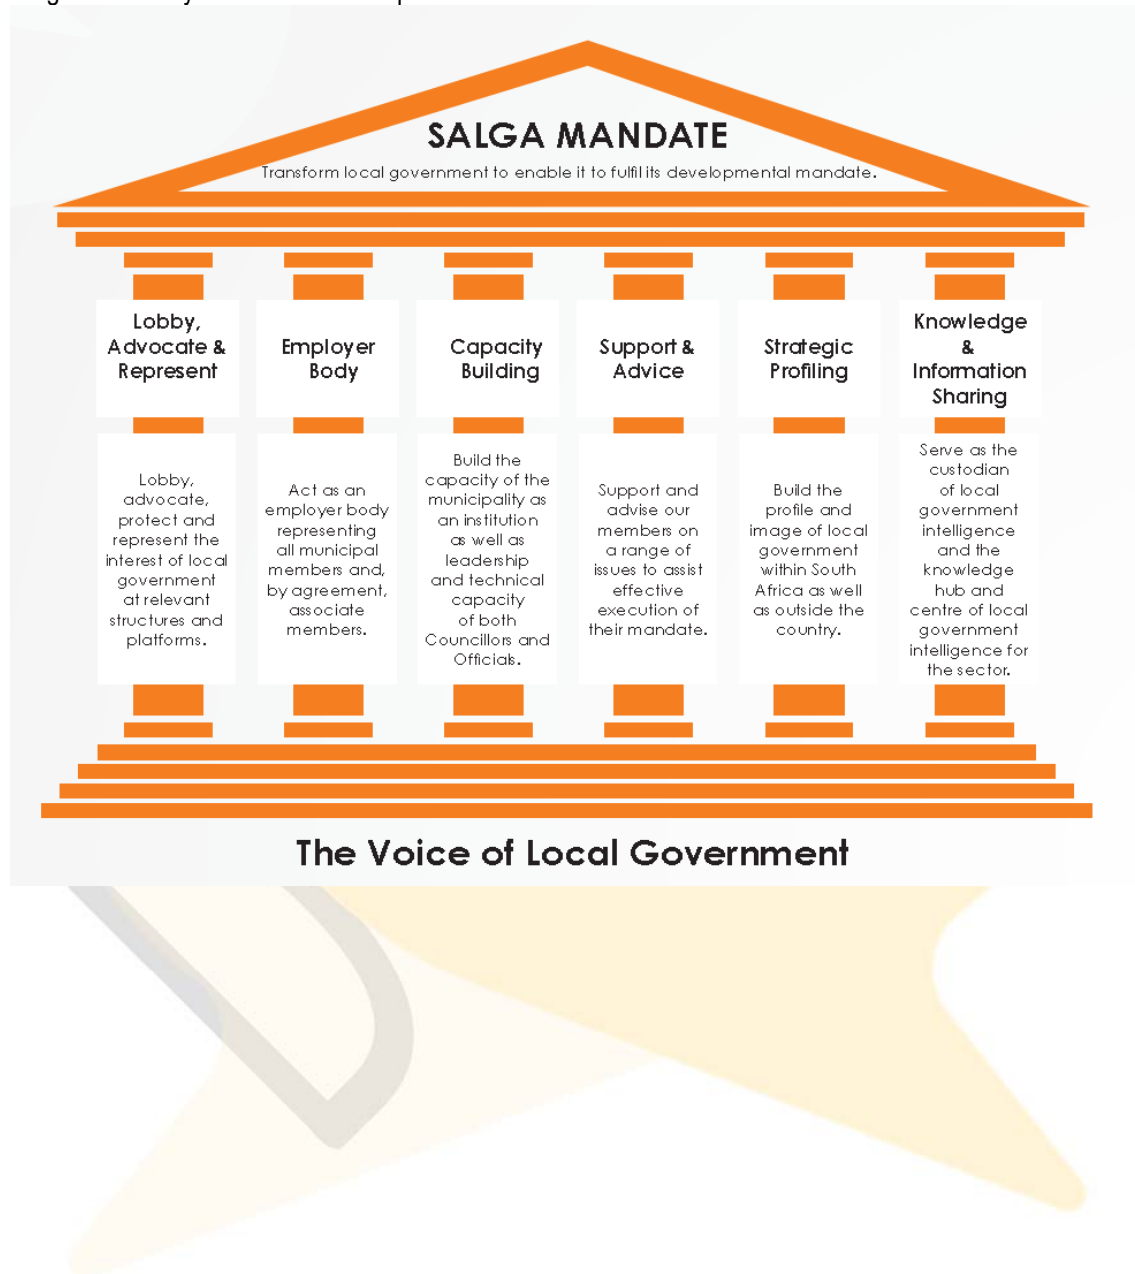 SALGA MANDATE
Transform local government to enable it to fulfil its developmental mandate.
Lobby,
Advocate &
Represent
Lobby,
advocate,
protect and
represent the
interest of local
government
at relevant
structures and
platforms.
Employer
Body
Act as an
employer body
representing
all municipal
members and,
by agreement,
associate
members.
Capacity
Building
Build the
capacity of the
municipality as
an institution
as well as
leadership
and technical
capacity
of both
Councillors and
Officials.
Support &
Advice
Support and
advise our
members on
a range of
issues to assist
effective
execution of
their mandate.
Strategic
Profiling
Build the
profile and
image of local
government
within South
Africa as well
as outside the
country.
Knowledge
&
Information
Sharing
Serve as the
custodian
of local
government
intelligence
and the
knowledge
hub and
centre of local
government
intelligence for
the sector.
The Voice of Local Government